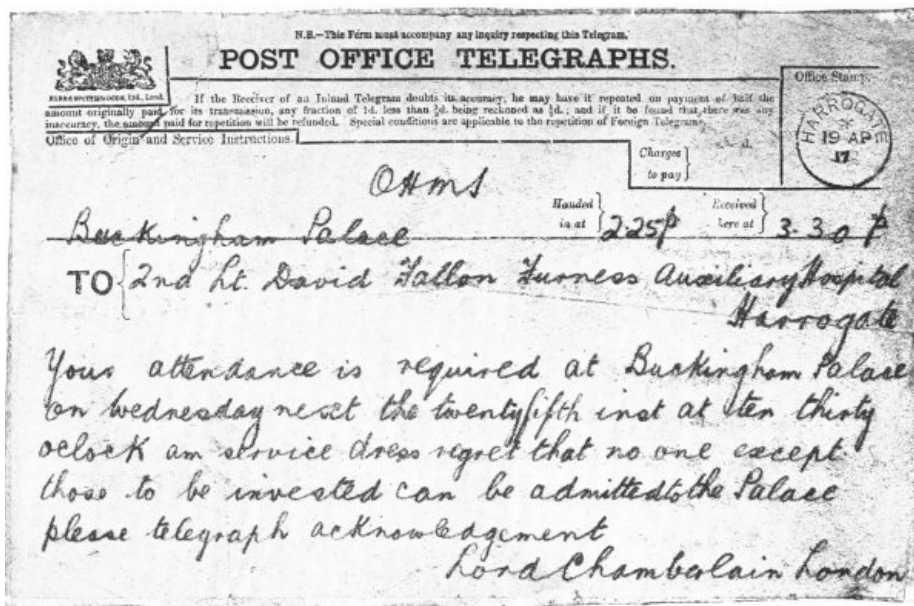 N.B.—This Form must accompany any inquiry respecting this Telegram.
POST OFFICE TELEGRAPHS.
If the Receiver of an Inland Telegram doubts its accuracy, he may have it repeated on payment of half the
amount originally paid for its transmission, any fraction of 1d. less than ½d. being reckoned as ½d.; and if it be found that there was any
inaccuracy, the amount paid for repetition will be refunded. Special conditions are applicable to the repetition of Foreign Telegrams.
Office of Origin and Service Instructions.
Office Stamp.
HARROGATE
19 AP
17
Charges
to pay
d.
OHMS
Handed
in at
2.25p
Received
here at
3.30p
Buckingham Palace
TO 2nd Lt. David Fallon Furness Auxiliary Hospital
Harrogate
Your attendance is required at Buckingham Palace
on Wednesday next the twentyfifth inst at ten thirty
oclock am service dress regret that no one except
those to be invested can be admitted to the Palace
please telegraph acknowledgement
Lord Chamberlain London